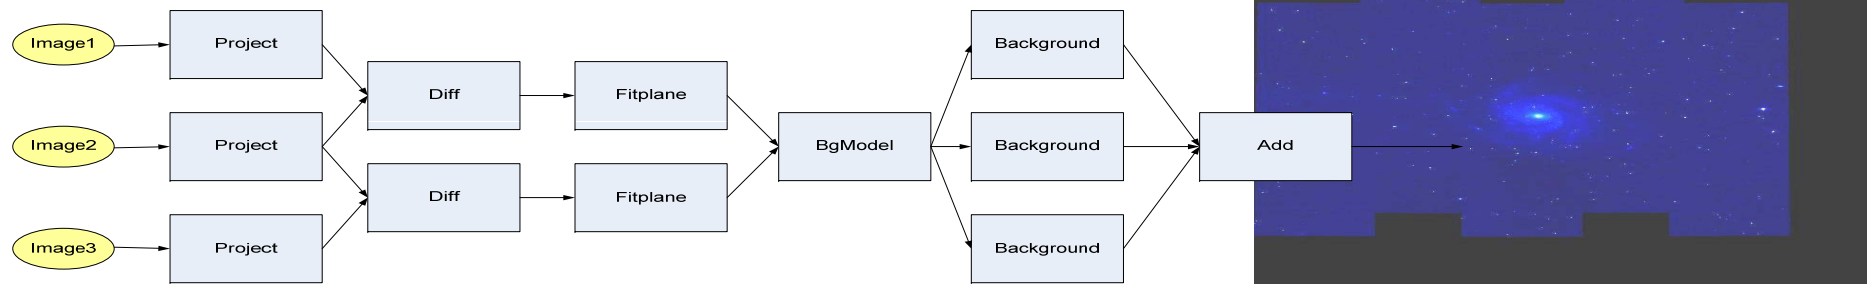 Image1
Project
Background
Diff
Fitplane
Image2
Project
BgModel
Background
Add
Diff
Fitplane
Image3
Project
Background